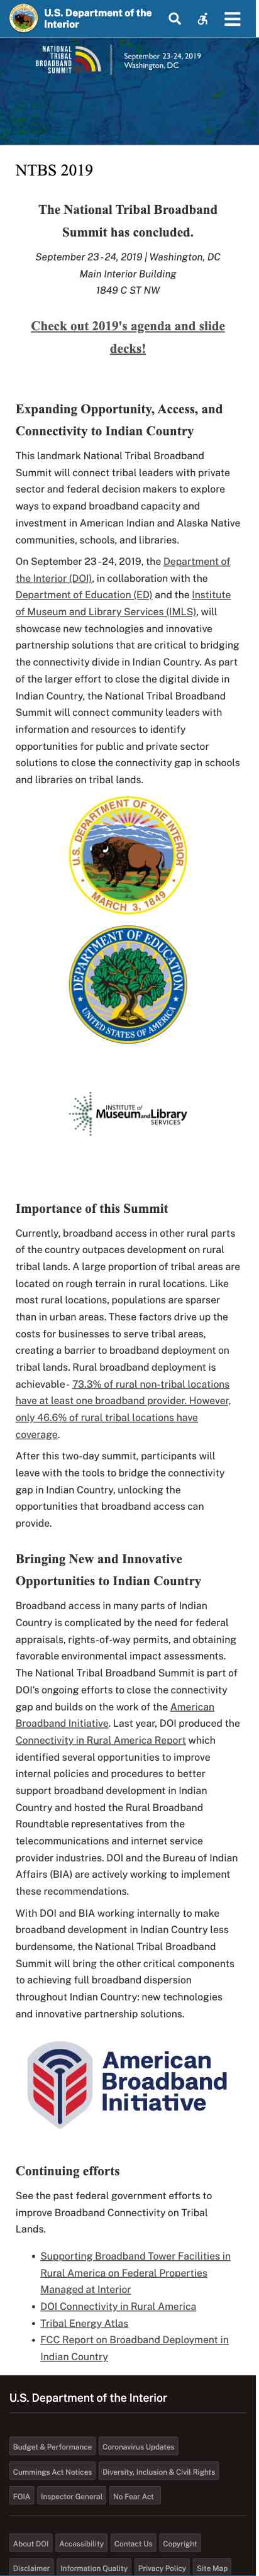 U.S. Department of the
Interior
NATIONAL
TRIBAL
BROADBAND
SUMMIT
September 23-24, 2019
Washington, DC
NTBS 2019
The National Tribal Broadband
Summit has concluded.
September 23-24, 2019 | Washington, DC
Main Interior Building
1849 C ST NW
Check out 2019's agenda and slide
decks!
Expanding Opportunity, Access, and
Connectivity to Indian Country
This landmark National Tribal Broadband
Summit will connect tribal leaders with private
sector and federal decision makers to explore
ways to expand broadband capacity and
investment in American Indian and Alaska Native
communities, schools, and libraries.
On September 23-24, 2019, the Department of
the Interior (DOI), in collaboration with the
Department of Education (ED) and the Institute
of Museum and Library Services (IMLS), will
showcase new technologies and innovative
partnership solutions that are critical to bridging
the connectivity divide in Indian Country. As part
of the larger effort to close the digital divide in
Indian Country, the National Tribal Broadband
Summit will connect community leaders with
information and resources to identify
opportunities for public and private sector
solutions to close the connectivity gap in schools
and libraries on tribal lands.
U.S. DEPARTMENT OF THE INTERIOR
MARCH 3, 1849
DEPARTMENT OF EDUCATION
UNITED STATES OF AMERICA
INSTITUTE of
Museum and Library
SERVICES
Importance of this Summit
Currently, broadband access in other rural parts
of the country outpaces development on rural
tribal lands. A large proportion of tribal areas are
located on rough terrain in rural locations. Like
most rural locations, populations are sparser
than in urban areas. These factors drive up the
costs for businesses to serve tribal areas,
creating a barrier to broadband deployment on
tribal lands. Rural broadband deployment is
achievable- 73.3% of rural non-tribal locations
have at least one broadband provider. However,
only 46.6% of rural tribal locations have
coverage.
After this two-day summit, participants will
leave with the tools to bridge the connectivity
gap in Indian Country, unlocking the
opportunities that broadband access can
provide.
Bringing New and Innovative
Opportunities to Indian Country
Broadband access in many parts of Indian
Country is complicated by the need for federal
appraisals, rights-of-way permits, and obtaining
favorable environmental impact assessments.
The National Tribal Broadband Summit is part of
DOI's ongoing efforts to close the connectivity
gap and builds on the work of the American
Broadband Initiative. Last year, DOI produced the
Connectivity in Rural America Report which
identified several opportunities to improve
internal policies and procedures to better
support broadband development in Indian
Country and hosted the Rural Broadband
Roundtable representatives from the
telecommunications and internet service
provider industries. DOI and the Bureau of Indian
Affairs (BIA) are actively working to implement
these recommendations.
With DOI and BIA working internally to make
broadband development in Indian Country less
burdensome, the National Tribal Broadband
Summit will bring the other critical components
to achieving full broadband dispersion
throughout Indian Country: new technologies
and innovative partnership solutions.
American
Broadband
Initiative
Continuing efforts
See the past federal government efforts to
improve Broadband Connectivity on Tribal
Lands.
• Supporting Broadband Tower Facilities in
Rural America on Federal Properties
Managed at Interior
• DOI Connectivity in Rural America
• Tribal Energy Atlas
• FCC Report on Broadband Deployment in
Indian Country
U.S. Department of the Interior
Budget & Performance Coronavirus Updates
Cummings Act Notices Diversity, Inclusion & Civil Rights
FOIA Inspector General No Fear Act
About DOI Accessibility Contact Us Copyright
Disclaimer Information Quality Privacy Policy Site Map